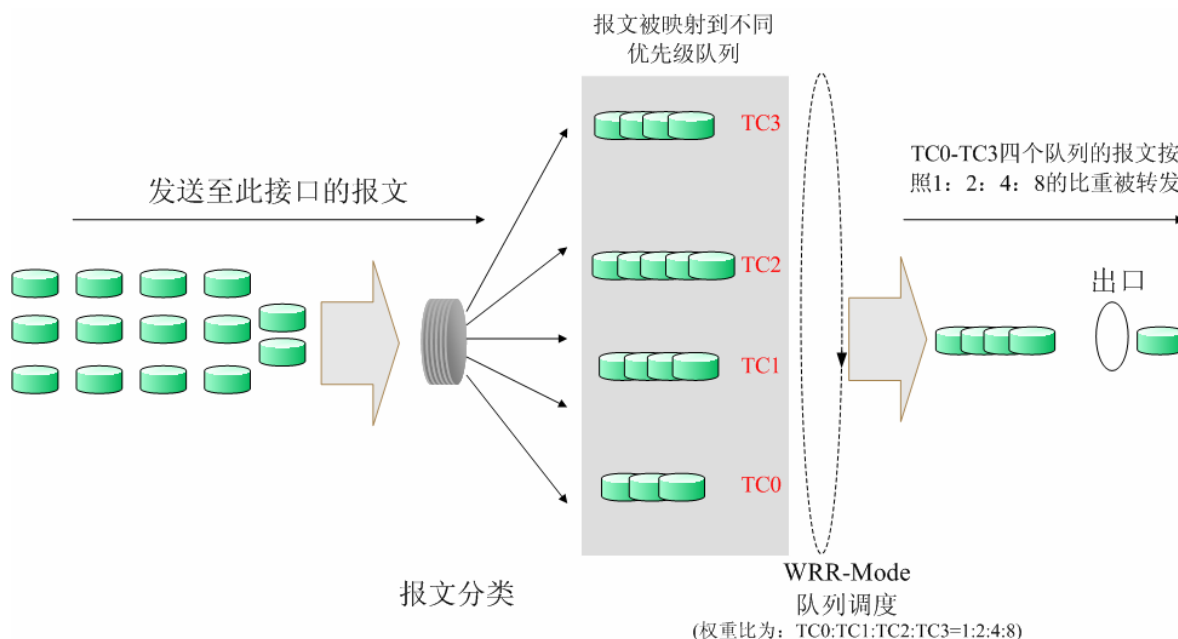 报文被映射到不同
优先级队列
TC3
TC0-TC3四个队列的报文按
照1：2：4：8的比重被转发
发送至此接口的报文
TC2
出口
TC1
TC0
报文分类
WRR-Mode
队列调度
(权重比为：TC0:TC1:TC2:TC3=1:2:4:8)